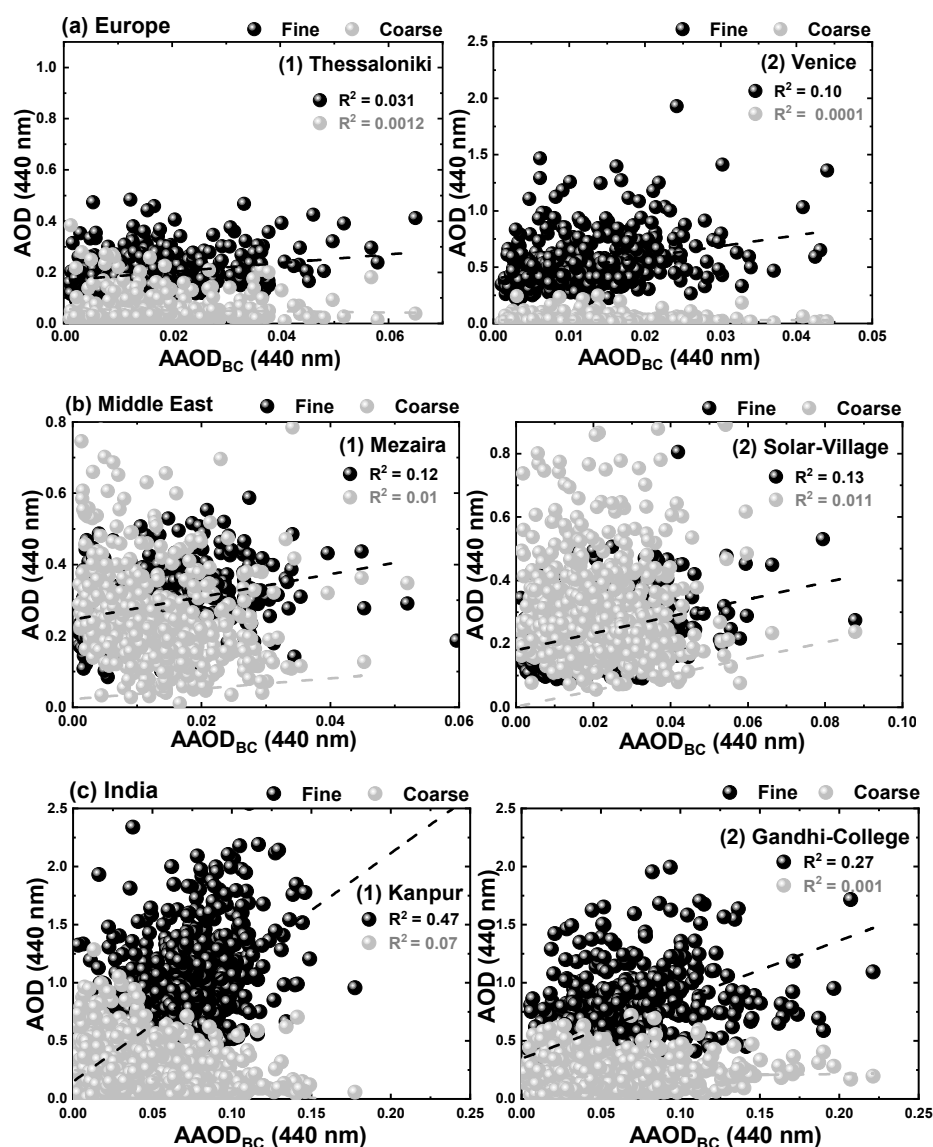 (a) Europe
Fine Coarse
Fine Coarse
(1) Thessaloniki
R² = 0.031
R² = 0.0012
AOD (440 nm)
1.0
0.8
0.6
0.4
0.2
0.0
0.00 0.02 0.04 0.06
AAOD_BC (440 nm)
(2) Venice
R² = 0.10
R² = 0.0001
AOD (440 nm)
2.5
2.0
1.5
1.0
0.5
0.0
0.00 0.01 0.02 0.03 0.04 0.05
AAOD_BC (440 nm)
(b) Middle East
Fine Coarse
Fine Coarse
(1) Mezaira
R² = 0.12
R² = 0.01
AOD (440 nm)
0.8
0.6
0.4
0.2
0.0
0.00 0.02 0.04 0.06
AAOD_BC (440 nm)
(2) Solar-Village
R² = 0.13
R² = 0.011
AOD (440 nm)
0.8
0.6
0.4
0.2
0.0
0.00 0.02 0.04 0.06 0.08 0.10
AAOD_BC (440 nm)
(c) India
Fine Coarse
Fine Coarse
(1) Kanpur
R² = 0.47
R² = 0.07
AOD (440 nm)
2.5
2.0
1.5
1.0
0.5
0.0
0.00 0.05 0.10 0.15 0.20 0.25
AAOD_BC (440 nm)
(2) Gandhi-College
R² = 0.27
R² = 0.001
AOD (440 nm)
2.5
2.0
1.5
1.0
0.5
0.0
0.00 0.05 0.10 0.15 0.20 0.25
AAOD_BC (440 nm)